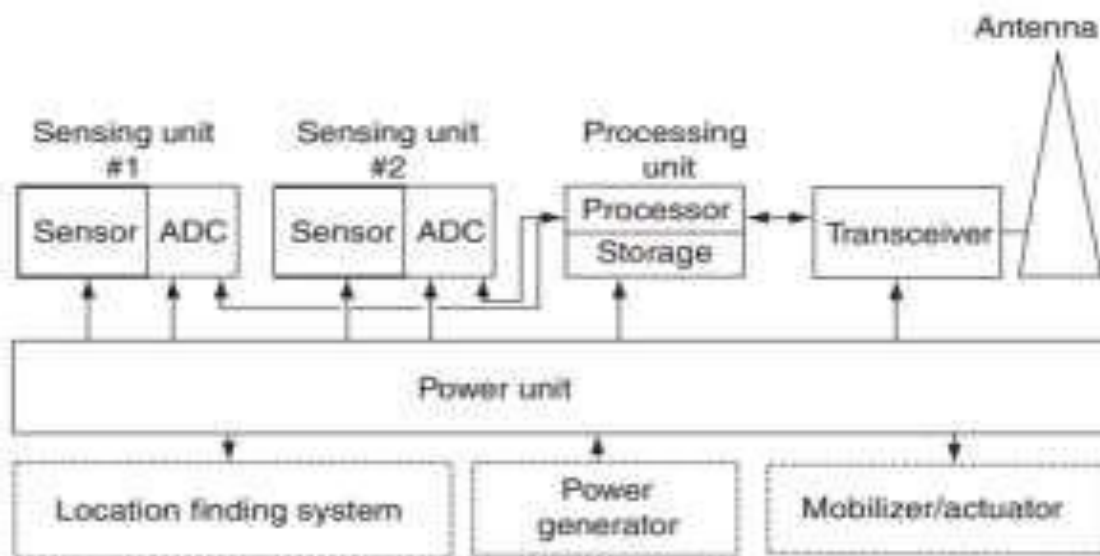 Antenna
Sensing unit
#1
Sensing unit
#2
Processing
unit
Sensor
ADC
Sensor
ADC
Processor
Storage
Transceiver
Power unit
Location finding system
Power
generator
Mobilizer/actuator